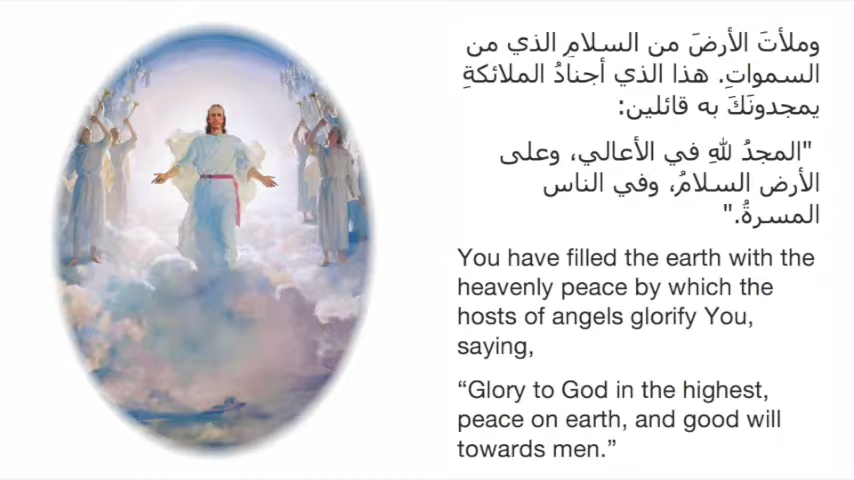 وملأتَ الأرضَ من السلامِ الذي من
السمواتِ. هذا الذي أجنادُ الملائكةِ
يمجدونَكَ به قائلين:
"المجدُ للهِ في الأعالي، وعلى
الأرض السلامُ، وفي الناس
المسرةُ."
You have filled the earth with the
heavenly peace by which the
hosts of angels glorify You,
saying,
“Glory to God in the highest,
peace on earth, and good will
towards men.”